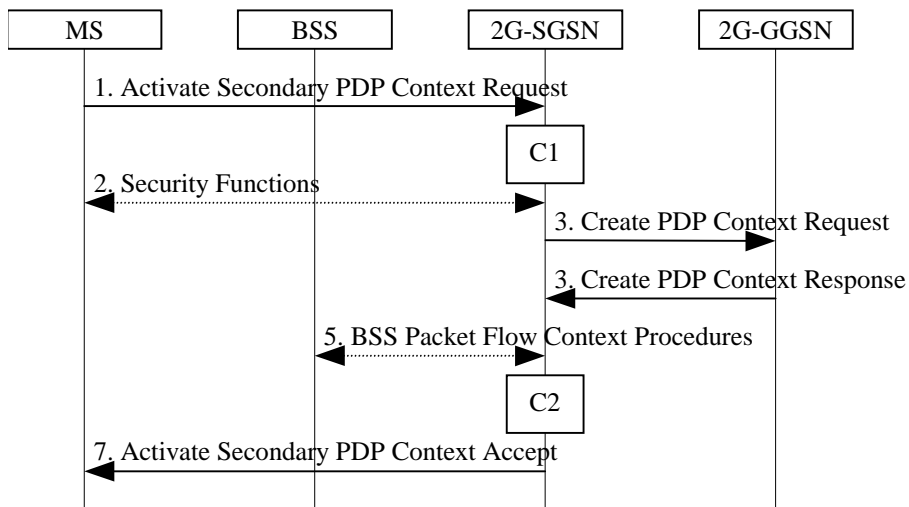 MS BSS 2G-SGSN 2G-GGSN
1. Activate Secondary PDP Context Request
C1
2. Security Functions
3. Create PDP Context Request
3. Create PDP Context Response
5. BSS Packet Flow Context Procedures
C2
7. Activate Secondary PDP Context Accept